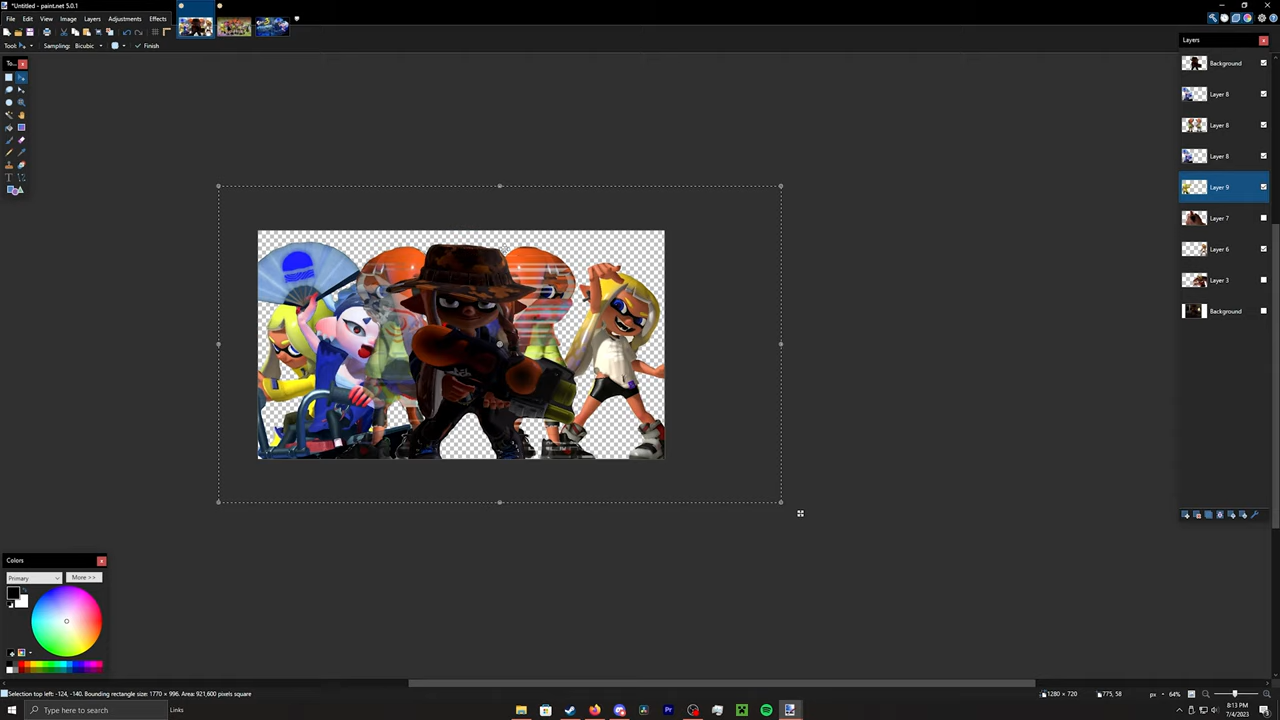 *Untitled - paint.net 5.0.1
File Edit View Image Layers Adjustments Effects
Tool: Sampling: Bicubic Finish
To...
Layers
Background
Layer 8
Layer 8
Layer 8
Layer 9
Layer 7
Layer 6
Layer 3
Background
Colors
Primary More >>
Selection top left: -124, -140. Bounding rectangle size: 1770 × 996. Area: 921,600 pixels square
1280 × 720 775, 58 px 64%
Type here to search Links
8:13 PM
7/4/2023